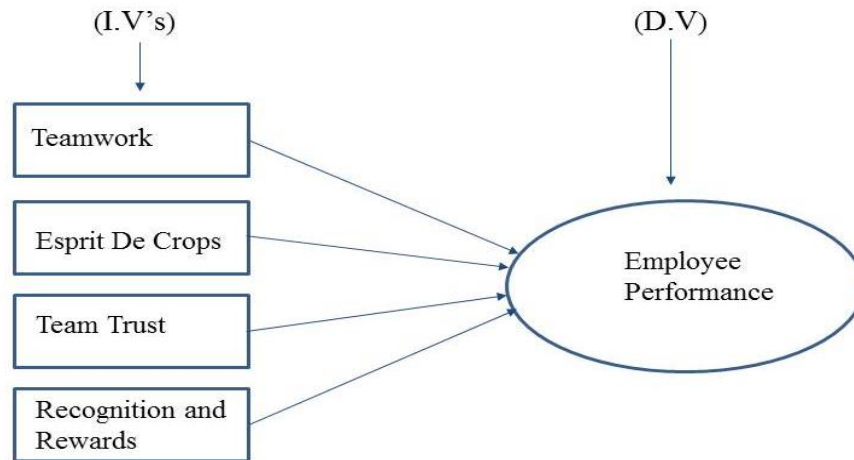 (I.V’s)
(D.V)
Teamwork
Esprit De Crops
Team Trust
Recognition and
Rewards
Employee
Performance